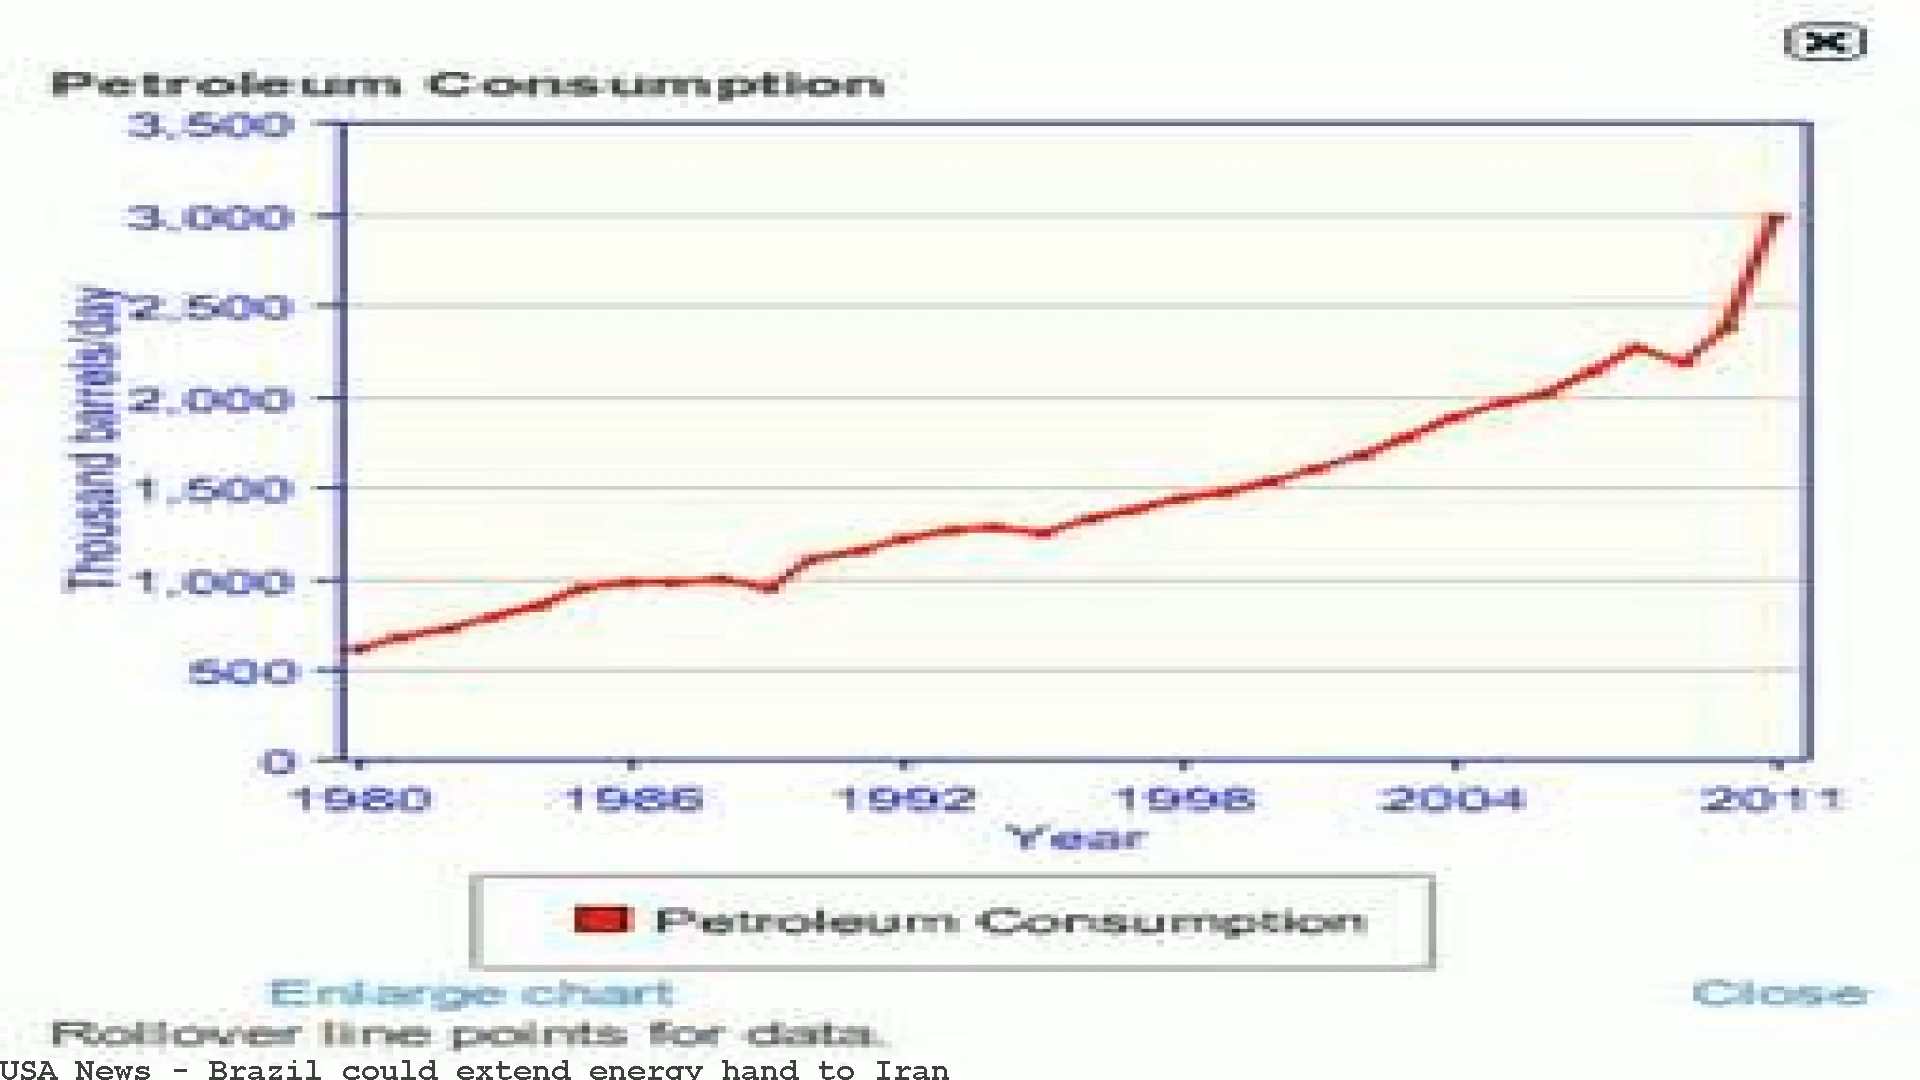 Petroleum Consumption
3.500
3.000
2.500
2.000
1.500
1.000
500
0
Thousand barrels/day
1980 1986 1992 1998 2004 2011
Year
Petroleum Consumption
Enlarge chart Close
Rollover line points for data.
USA News - Brazil could extend energy hand to Iran